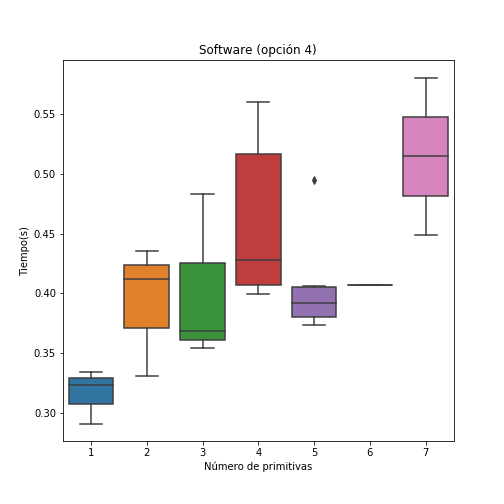 Software (opción 4)
0.55
0.50
0.45
0.40
0.35
0.30
Tiempo(s)
1 2 3 4 5 6 7
Número de primitivas